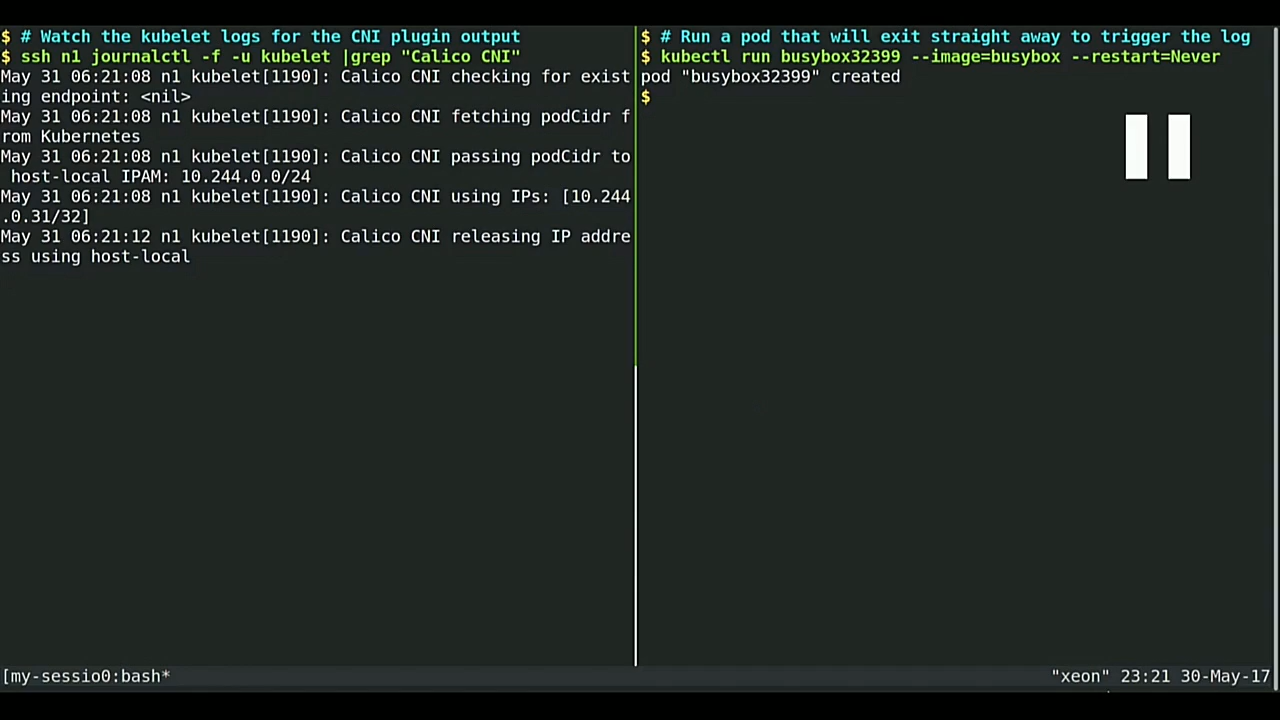 $ # Watch the kubelet logs for the CNI plugin output
$ ssh n1 journalctl -f -u kubelet |grep "Calico CNI"
May 31 06:21:08 n1 kubelet[1190]: Calico CNI checking for exist
ing endpoint: <nil>
May 31 06:21:08 n1 kubelet[1190]: Calico CNI fetching podCidr f
rom Kubernetes
May 31 06:21:08 n1 kubelet[1190]: Calico CNI passing podCidr to
 host-local IPAM: 10.244.0.0/24
May 31 06:21:08 n1 kubelet[1190]: Calico CNI using IPs: [10.244
.0.31/32]
May 31 06:21:12 n1 kubelet[1190]: Calico CNI releasing IP addre
ss using host-local
$ # Run a pod that will exit straight away to trigger the log
$ kubectl run busybox32399 --image=busybox --restart=Never
pod "busybox32399" created
$
[my-sessio0:bash*
"xeon" 23:21 30-May-17